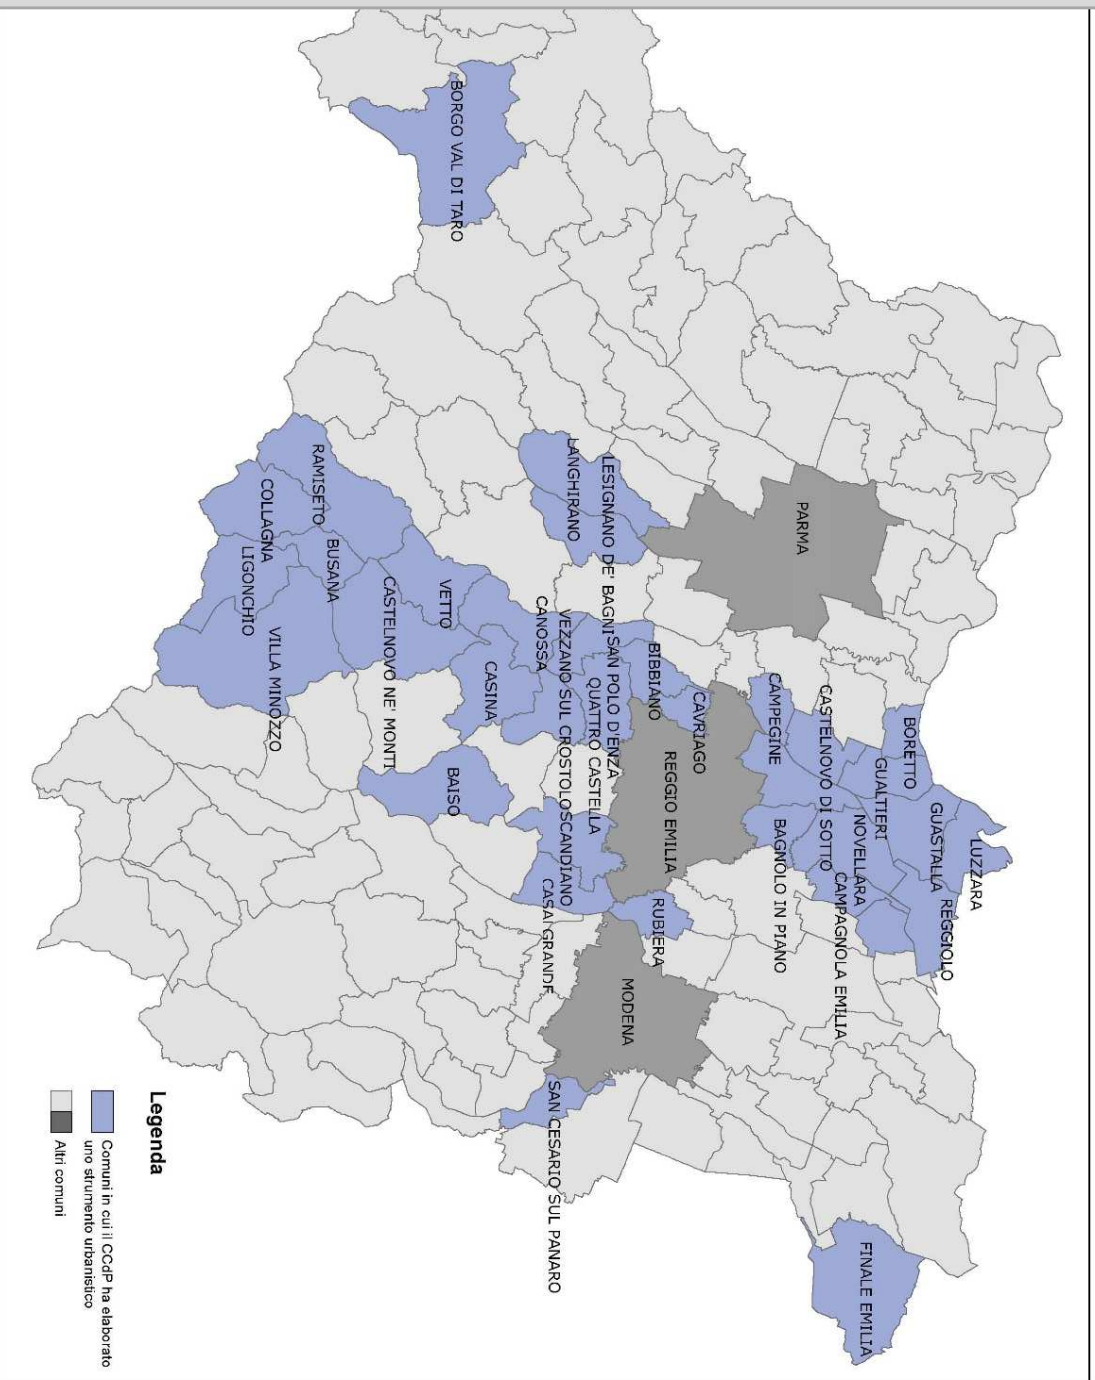 BORGO VAL DI TARO
PARMA
LANGHIRANO
LESIGNANO DE' BAGNI
RAMISETO
COLLAGNA
BUSANA
LIGONCHIO
VILLA MINOZZO
CASTELNOVO NE' MONTI
VETTO
CASINA
CANOSSA
VEZZANO SUL CROSTOLO
SAN POLO D'ENZA
QUATTRO CASTELLA
BIBBIANO
CAVRIAGO
REGGIO EMILIA
CAMPEGINE
CASTELNOVO DI SOTTO
BORETTO
GUALTIERI
GUASTALLA
LUZZARA
NOVELLARA
REGGIOLO
BAGNOLO IN PIANO
CAMPAGNOLA EMILIA
BAISO
SCANDIANO
CASALGRANDE
RUBIERA
MODENA
SAN CESARIO SUL PANARO
FINALE EMILIA
Legenda
Comuni in cui il CCdP ha elaborato
uno strumento urbanistico
Altri comuni